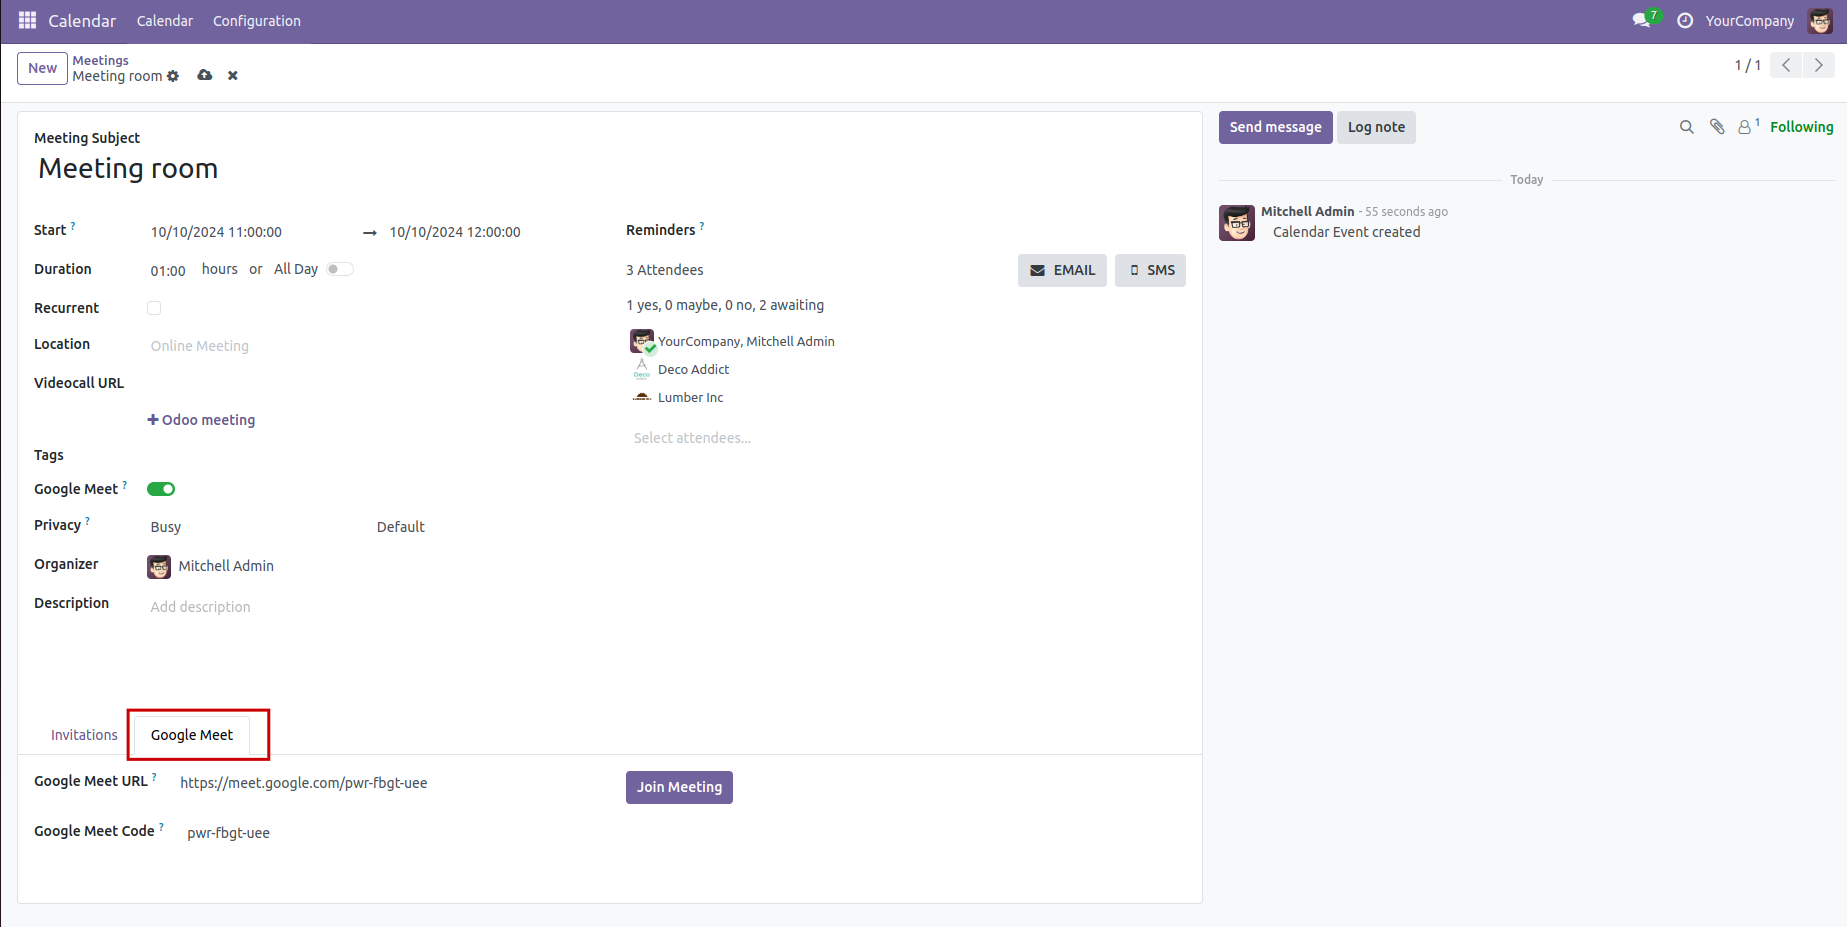 Calendar Calendar Configuration 7 YourCompany
New Meetings
Meeting room 1 / 1
Meeting Subject
Meeting room
Start ? 10/10/2024 11:00:00 → 10/10/2024 12:00:00
Duration 01:00 hours or All Day
Recurrent
Location Online Meeting
Videocall URL
+ Odoo meeting
Tags
Google Meet ?
Privacy ? Busy Default
Organizer Mitchell Admin
Description Add description
Reminders ?
3 Attendees EMAIL SMS
1 yes, 0 maybe, 0 no, 2 awaiting
YourCompany, Mitchell Admin
Deco Deco Addict
Lumber Inc
Select attendees...
Invitations Google Meet
Google Meet URL ? https://meet.google.com/pwr-fbgt-uee Join Meeting
Google Meet Code ? pwr-fbgt-uee
Send message Log note 1 Following
Today
Mitchell Admin - 55 seconds ago
Calendar Event created